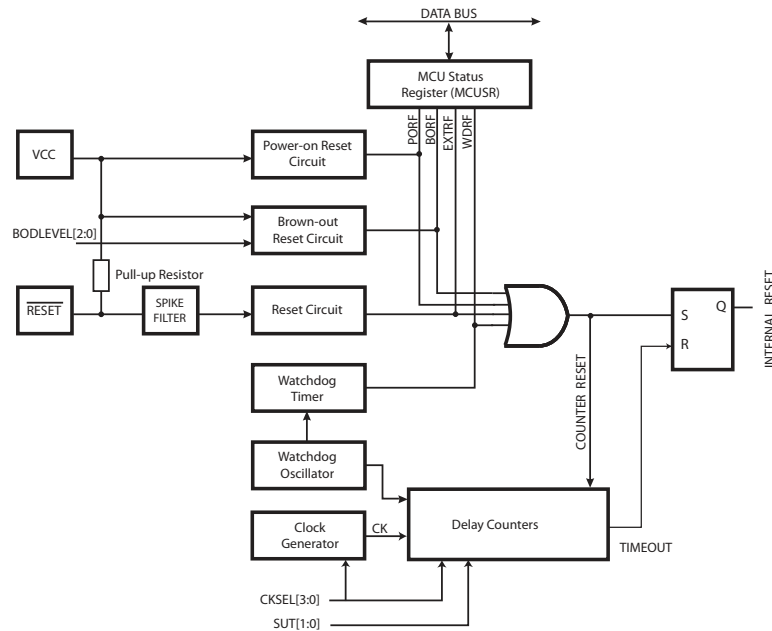 DATA BUS
MCU Status
Register (MCUSR)
PORF
BORF
EXTRF
WDRF
VCC
Power-on Reset
Circuit
BODLEVEL[2:0]
Brown-out
Reset Circuit
Pull-up Resistor
RESET
SPIKE
FILTER
Reset Circuit
S
Q
R
INTERNAL RESET
Watchdog
Timer
COUNTER RESET
Watchdog
Oscillator
Clock
Generator
CK
Delay Counters
TIMEOUT
CKSEL[3:0]
SUT[1:0]